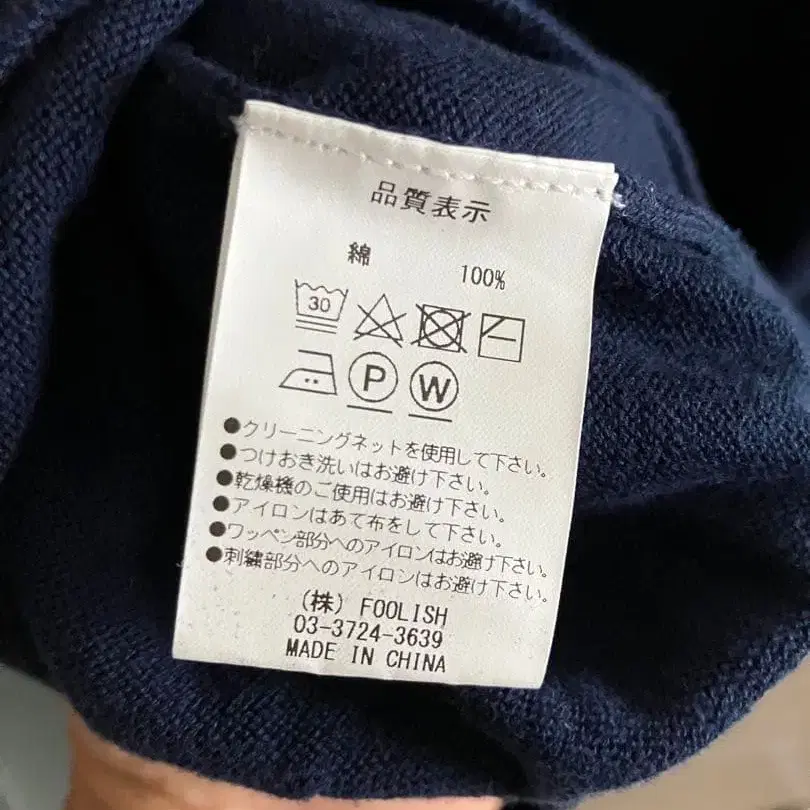 品質表示
綿 100%
30
P W
●クリーニングネットを使用して下さい。
●つけおき洗いはお避け下さい。
●乾燥機のご使用はお避け下さい。
●アイロンはあて布をして下さい。
●ワッペン部分へのアイロンはお避け下さい。
●刺繍部分へのアイロンはお避け下さい。
(株) FOOLISH
03-3724-3639
MADE IN CHINA